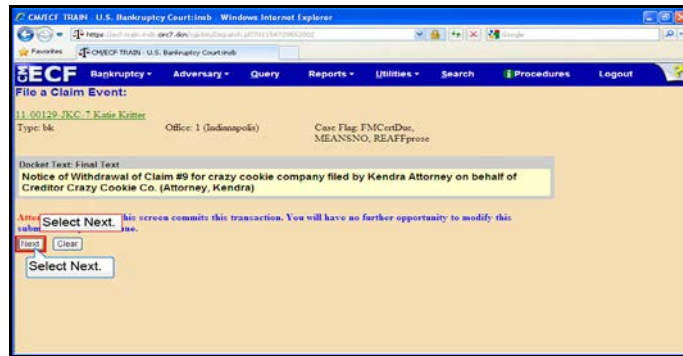 CM/ECF TRAIN - U.S. Bankruptcy Court:insb - Windows Internet Explorer
Google
Favorites CM/ECF TRAIN - U.S. Bankruptcy Court:insb
ECF Bankruptcy Adversary Query Reports Utilities Search Procedures Logout ?
File a Claim Event:
11-00129-JKC-7 Katie Kritter
Type: bk Office: 1 (Indianapolis) Case Flag: FMCertDue, MEANSNO, REAFFprose
Docket Text: Final Text
Notice of Withdrawal of Claim #9 for crazy cookie company filed by Kendra Attorney on behalf of
Creditor Crazy Cookie Co. (Attorney, Kendra)
screen commits this transaction. You will have no further opportunity to modify this
Select Next.
Next Clear
Select Next.